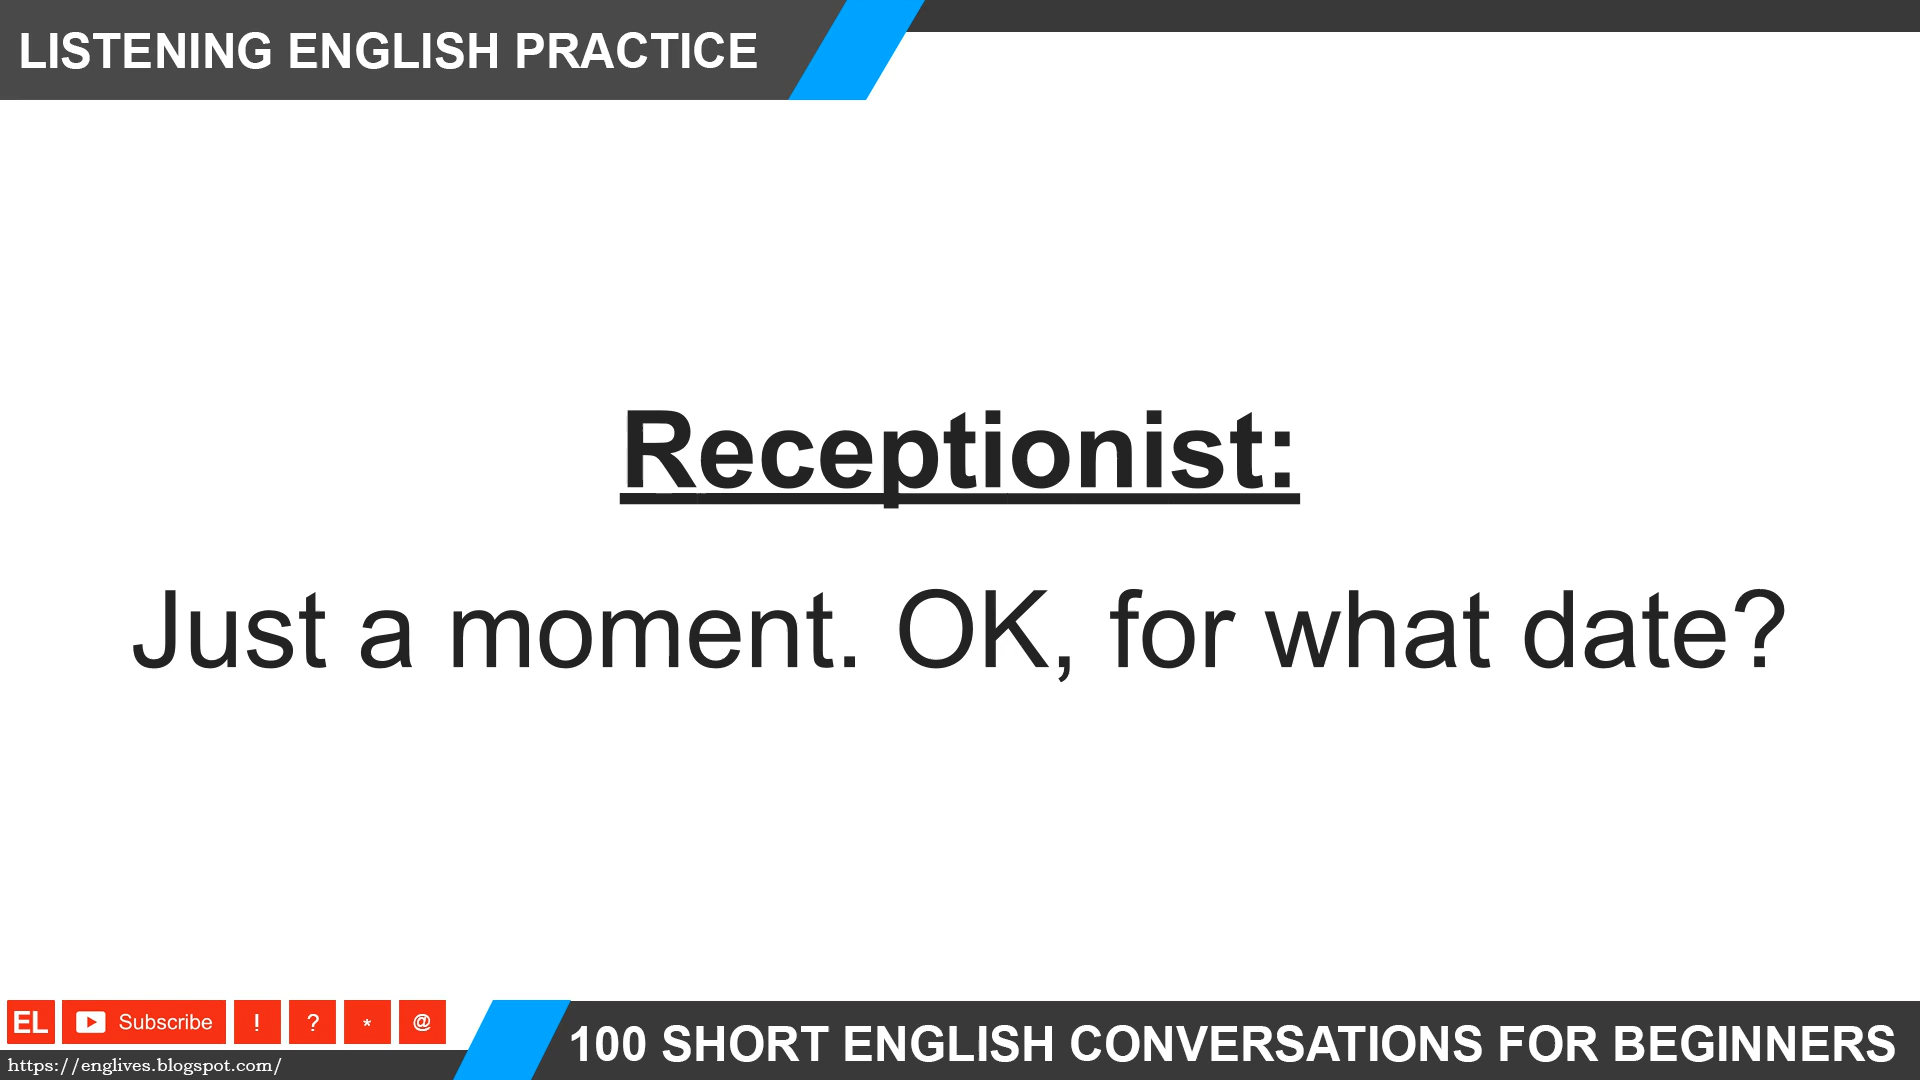 LISTENING ENGLISH PRACTICE
Receptionist:
Just a moment. OK, for what date?
EL Subscribe ! ? * @
https://englives.blogspot.com/
100 SHORT ENGLISH CONVERSATIONS FOR BEGINNERS